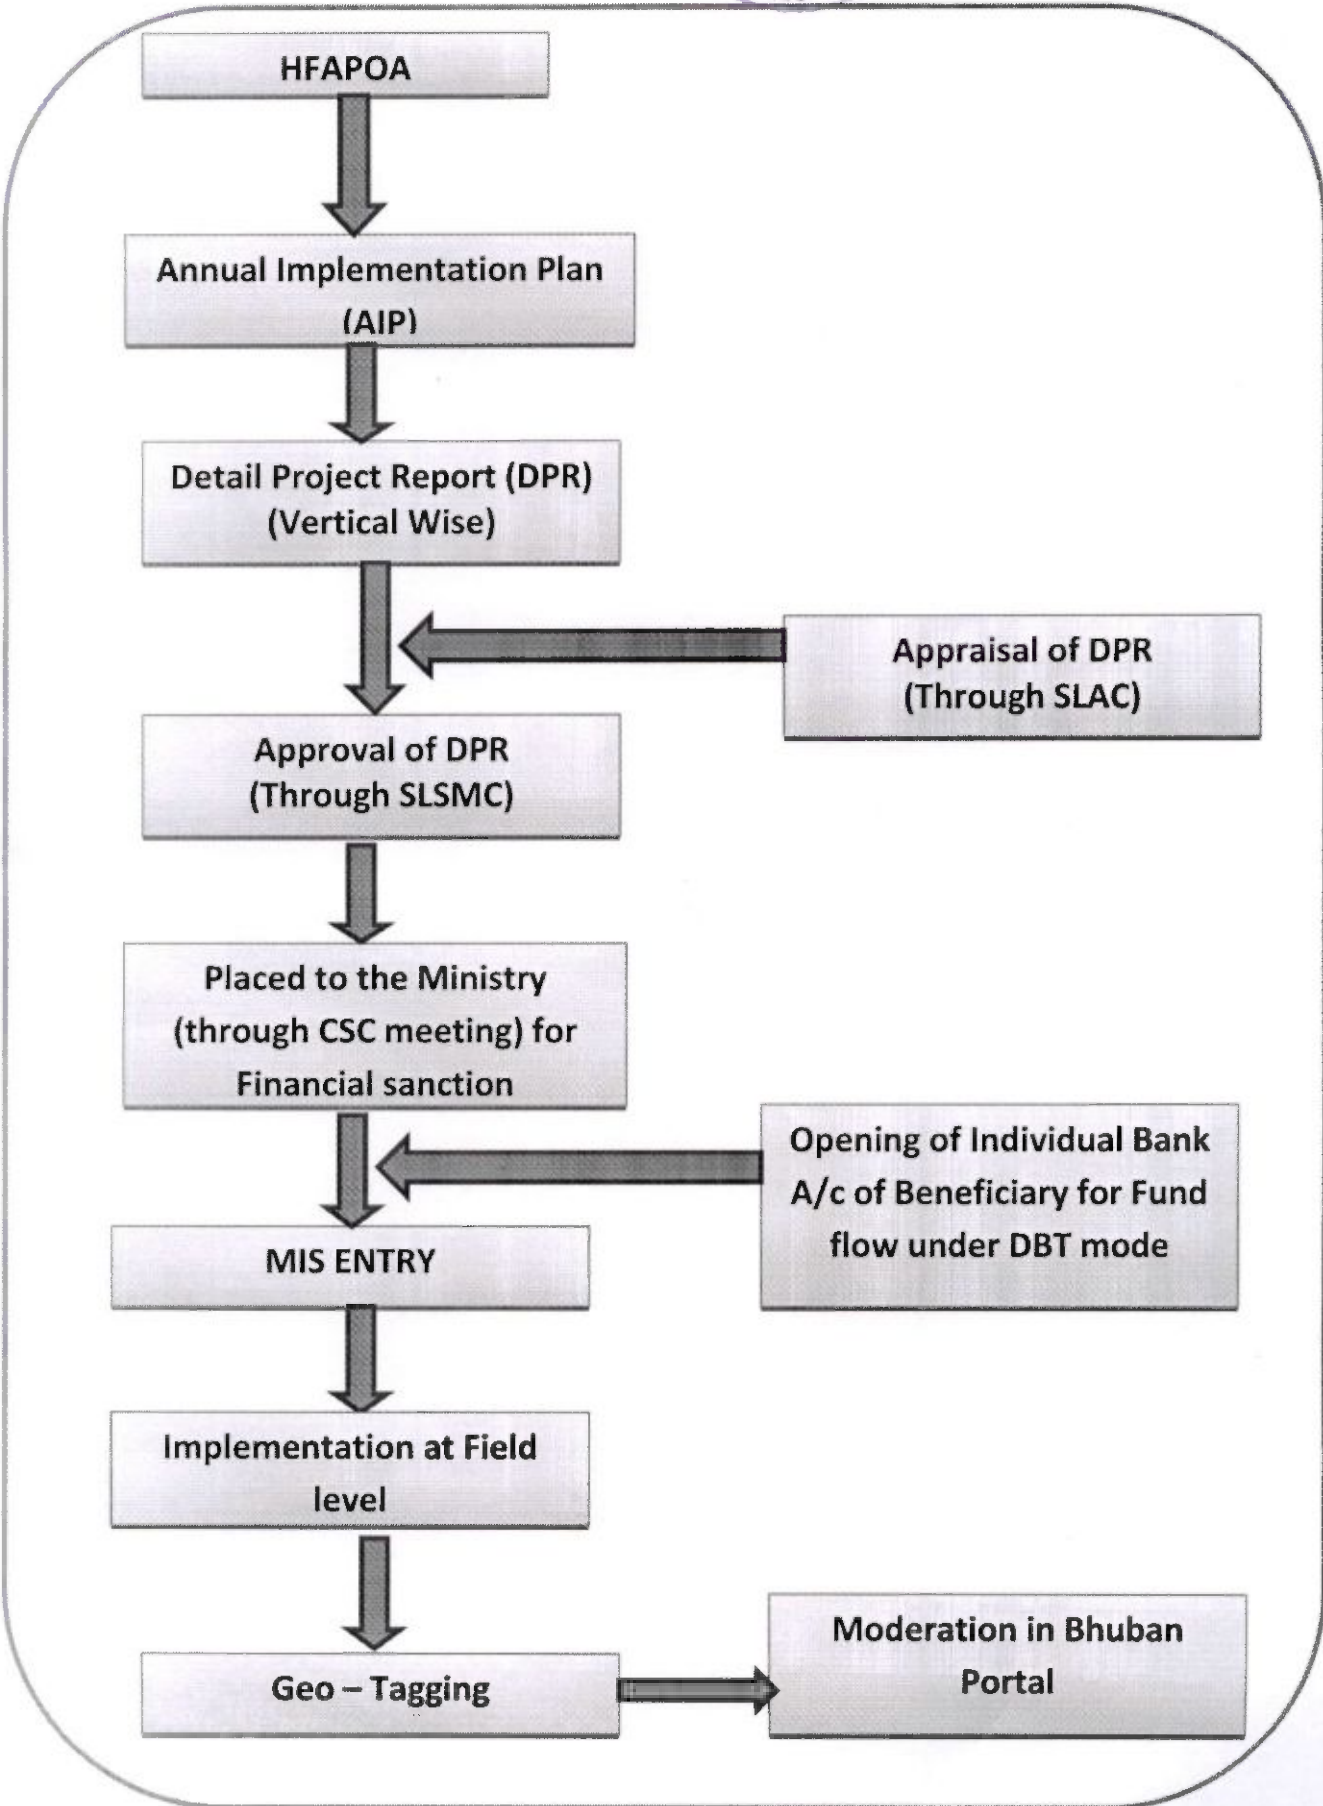 HFAPOA
Annual Implementation Plan
(AIP)
Detail Project Report (DPR)
(Vertical Wise)
Appraisal of DPR
(Through SLAC)
Approval of DPR
(Through SLSMC)
Placed to the Ministry
(through CSC meeting) for
Financial sanction
Opening of Individual Bank
A/c of Beneficiary for Fund
flow under DBT mode
MIS ENTRY
Implementation at Field
level
Geo – Tagging
Moderation in Bhuban
Portal